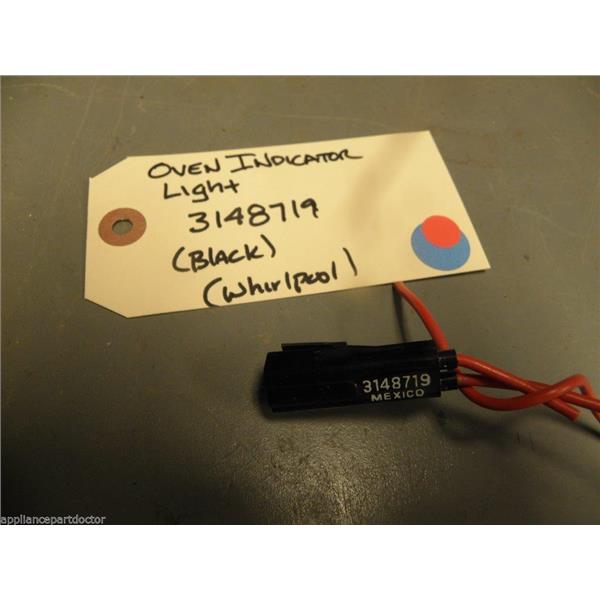 OVEN INDICATOR
Light
3148719
(BLACK)
(Whirlpool)
3148719
MEXICO
appliancepartdoctor